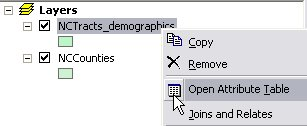 Layers
NCTracts_demographics
NCCounties
Copy
Remove
Open Attribute Table
Joins and Relates